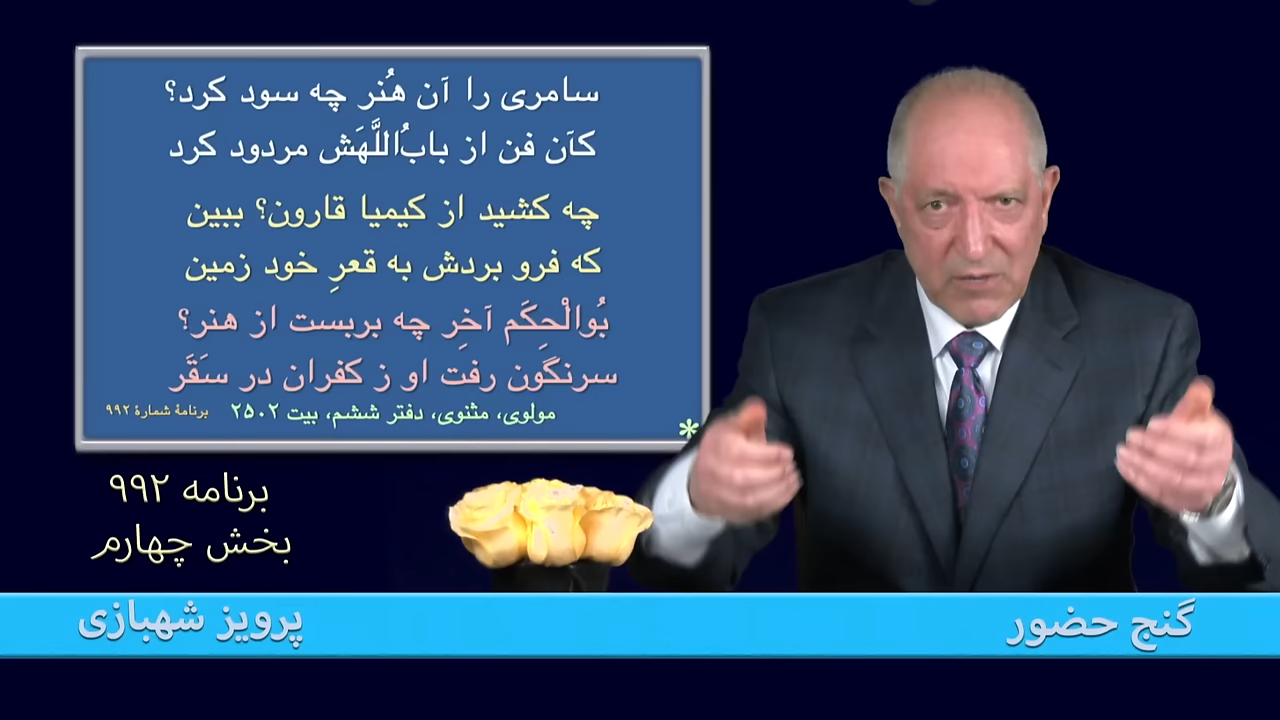 سامری را آن هُنر چه سود کرد؟
کآن فن از بابُ‌اللَّهَش مردود کرد
چه کشید از کیمیا قارون؟ ببین
که فرو بردش به قعرِ خود زمین
بُوالْحِکَم آخِر چه بربست از هنر؟
سرنگون رفت او ز کفران در سَقَر
مولوی، مثنوی، دفتر ششم، بیت ۲۵۰۲ برنامهٔ شمارهٔ ۹۹۲
*
برنامه ۹۹۲
بخش چهارم
گنج حضور
پرویز شهبازی